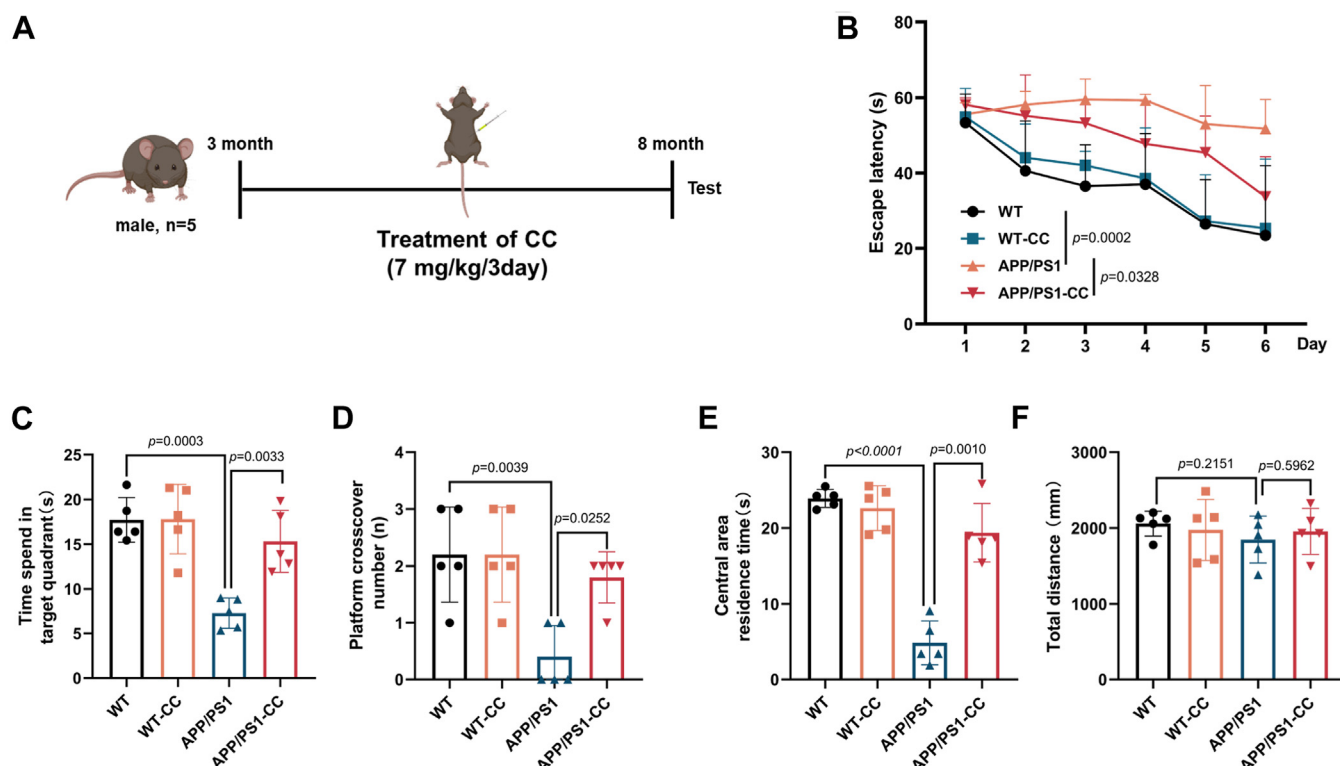 A
3 month
8 month
Test
male, n=5
Treatment of CC
(7 mg/kg/3day)
B
Escape latency (s)
80
60
40
20
0
WT
WT-CC
APP/PS1
APP/PS1-CC
p=0.0002
p=0.0328
1 2 3 4 5 6 Day
C
Time spend in
target quadrant(s)
25
20
15
10
5
0
p=0.0003
p=0.0033
WT
WT-CC
APP/PS1
APP/PS1-CC
D
Platform crossover
number (n)
4
3
2
1
0
p=0.0039
p=0.0252
WT
WT-CC
APP/PS1
APP/PS1-CC
E
Central area
residence time(s)
30
20
10
0
p<0.0001
p=0.0010
WT
WT-CC
APP/PS1
APP/PS1-CC
F
Total distance (mm)
3000
2000
1000
0
p=0.2151
p=0.5962
WT
WT-CC
APP/PS1
APP/PS1-CC